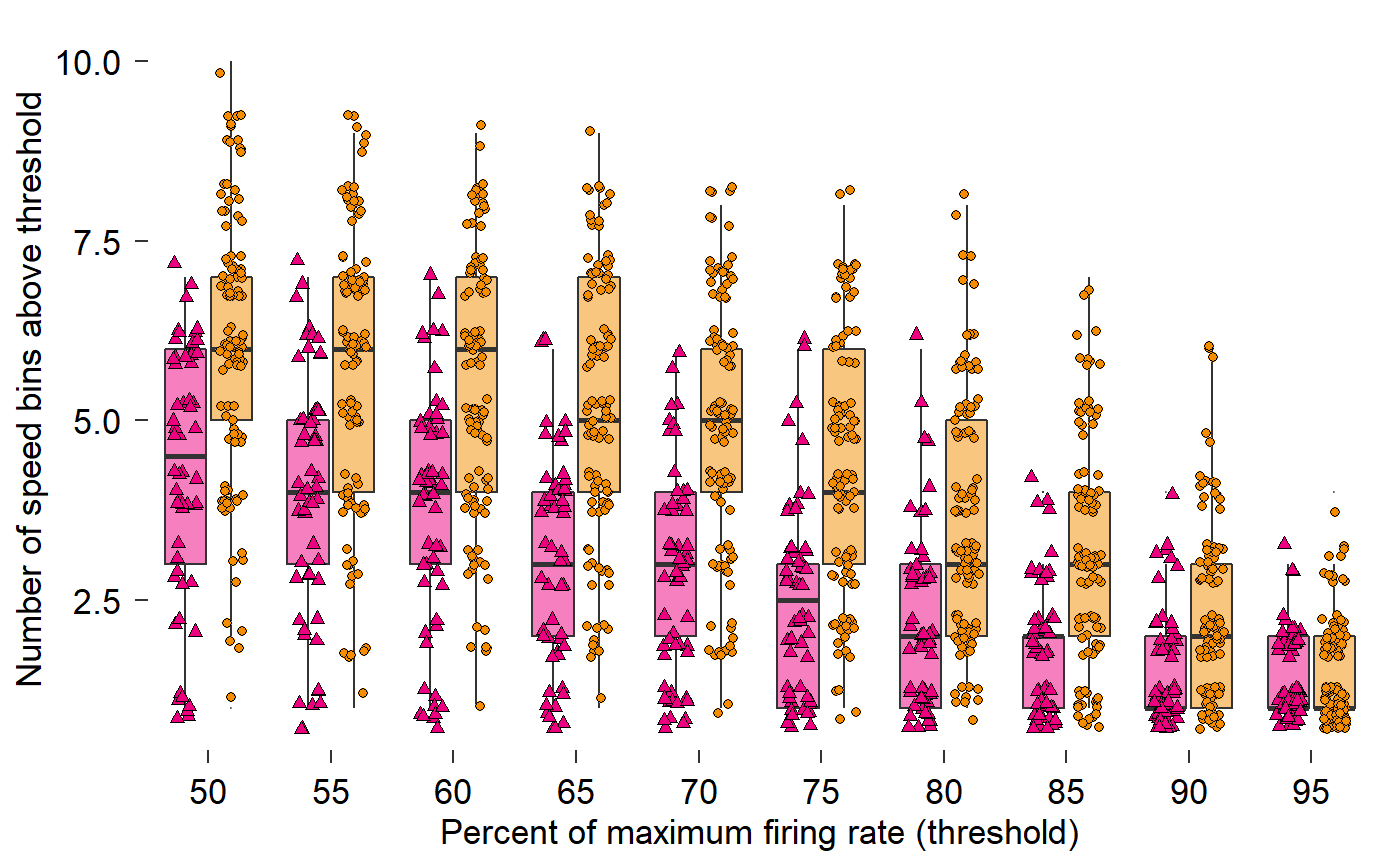 Number of speed bins above threshold
10.0
7.5
5.0
2.5
50 55 60 65 70 75 80 85 90 95
Percent of maximum firing rate (threshold)